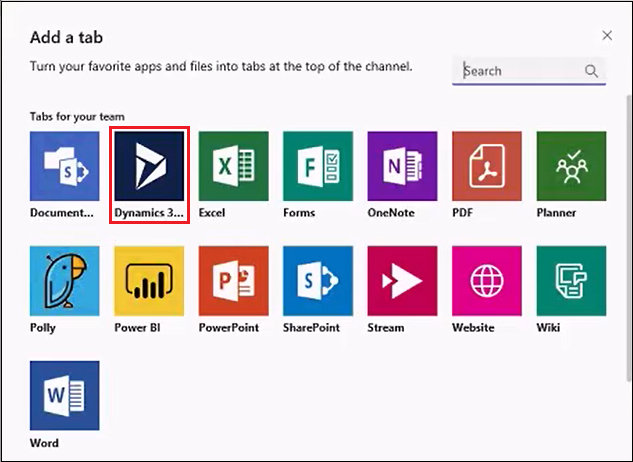 Add a tab
Turn your favorite apps and files into tabs at the top of the channel.
Search
Tabs for your team
Document... Dynamics 3... Excel Forms OneNote PDF Planner
Polly Power BI PowerPoint SharePoint Stream Website Wiki
Word